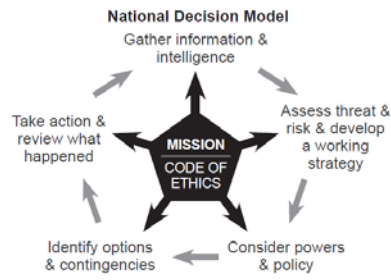 National Decision Model
Gather information &
intelligence
Assess threat &
risk & develop
a working
strategy
Take action &
review what
happened
MISSION
CODE OF
ETHICS
Identify options
& contingencies
Consider powers
& policy